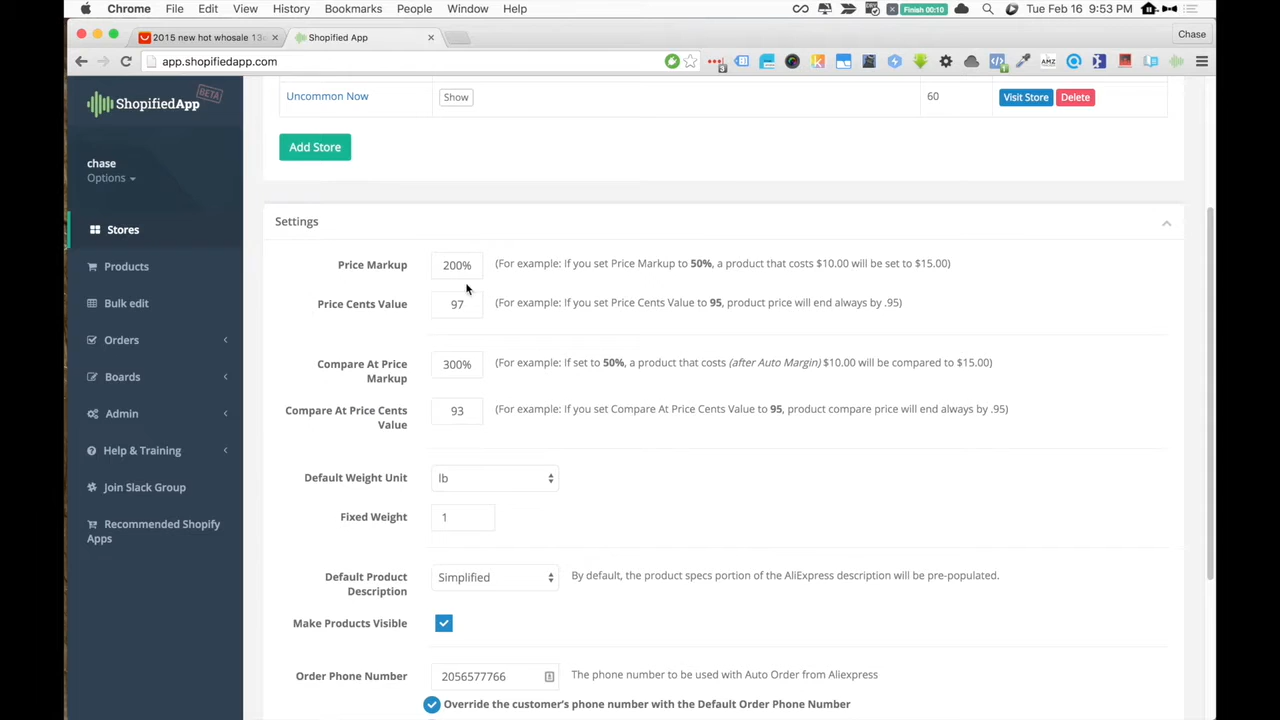 Chrome File Edit View History Bookmarks People Window Help Finish 00:10 Tue Feb 16 9:53 PM
2015 new hot whosale 13 Shopified App Chase
app.shopifiedapp.com AMZ
ShopifiedApp BETA
chase
Options
Stores
Products
Bulk edit
Orders
Boards
Admin
Help & Training
Join Slack Group
Recommended Shopify
Apps
Uncommon Now Show 60 Visit Store Delete
Add Store
Settings
Price Markup 200% (For example: If you set Price Markup to 50%, a product that costs $10.00 will be set to $15.00)
Price Cents Value 97 (For example: If you set Price Cents Value to 95, product price will end always by .95)
Compare At Price
Markup 300% (For example: If set to 50%, a product that costs (after Auto Margin) $10.00 will be compared to $15.00)
Compare At Price Cents
Value 93 (For example: If you set Compare At Price Cents Value to 95, product compare price will end always by .95)
Default Weight Unit lb
Fixed Weight 1
Default Product
Description Simplified By default, the product specs portion of the AliExpress description will be pre-populated.
Make Products Visible
Order Phone Number 2056577766 The phone number to be used with Auto Order from Aliexpress
Override the customer's phone number with the Default Order Phone Number